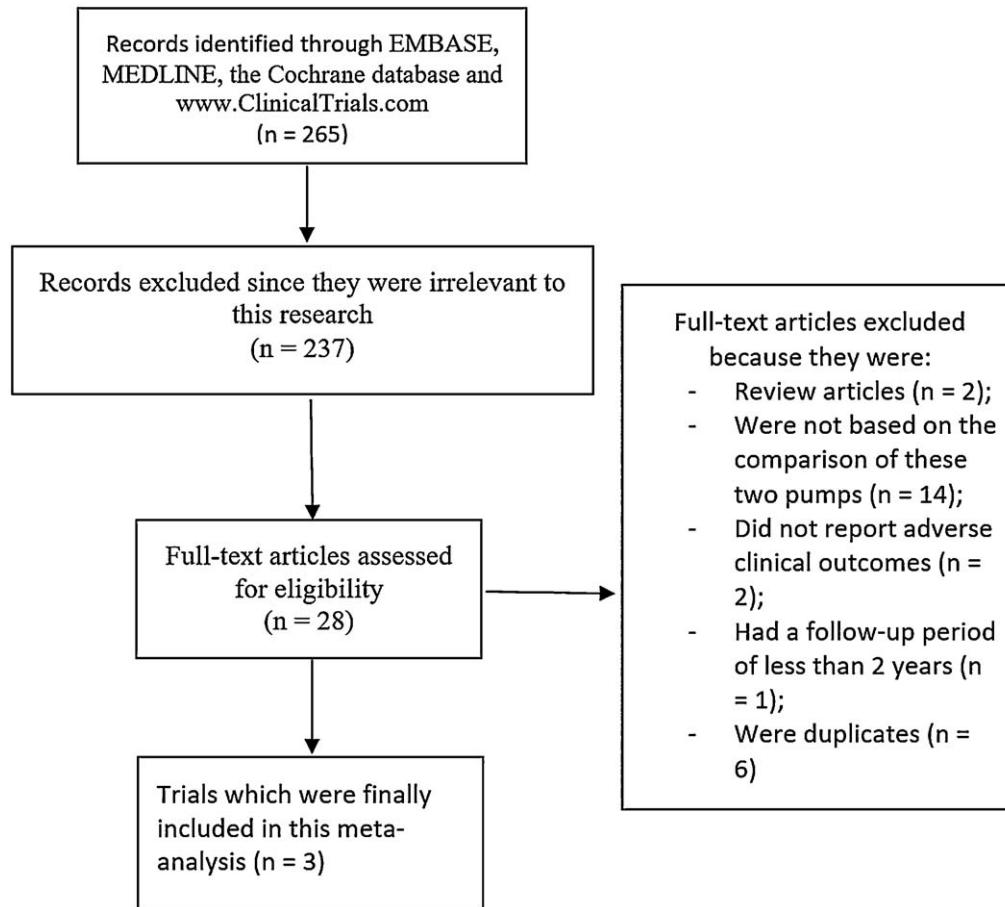 Records identified through EMBASE,
MEDLINE, the Cochrane database and
www.ClinicalTrials.com
(n = 265)
Records excluded since they were irrelevant to
this research
(n = 237)
Full-text articles assessed
for eligibility
(n = 28)
Full-text articles excluded
because they were:
- Review articles (n = 2);
- Were not based on the
comparison of these
two pumps (n = 14);
- Did not report adverse
clinical outcomes (n =
2);
- Had a follow-up period
of less than 2 years (n
= 1);
- Were duplicates (n =
6)
Trials which were finally
included in this meta-
analysis (n = 3)